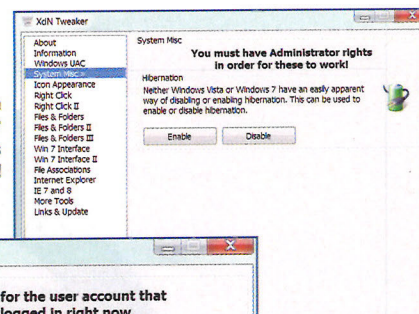 XdN Tweaker
About
Information
Windows UAC
System Misc >
Icon Appearance
Right Click
Right Click II
Files & Folders
Files & Folders II
Files & Folders III
Win 7 Interface
Win 7 Interface II
File Associations
Internet Explorer
IE 7 and 8
More Tools
Links & Update
System Misc
You must have Administrator rights
in order for these to work!
Hibernation
Neither Windows Vista or Windows 7 have an easily apparent
way of disabling or enabling hibernation. This can be used to
enable or disable hibernation.
Enable
Disable
for the user account that
logged in right now